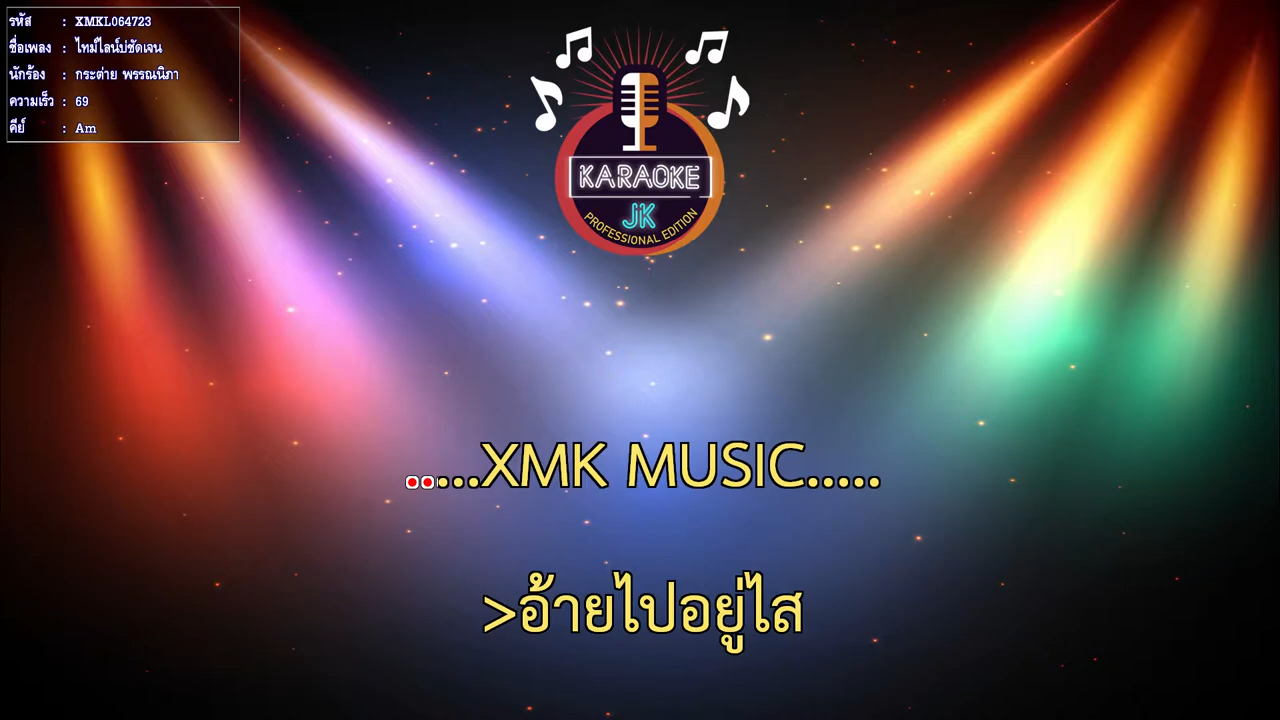 รหัส : XMKL064723
ชื่อเพลง : ไทม์ไลน์บ่ชัดเจน
นักร้อง : กระต่าย พรรณนิภา
ความเร็ว : 69
คีย์ : Am
KARAOKE
JK
PROFESSIONAL EDITION
.....XMK MUSIC.....
>อ้ายไปอยู่ไส